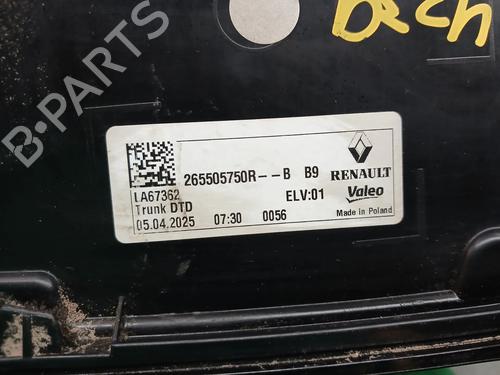 Dech
265505750R--B B9
LA67362
ELV:01
RENAULT
Trunk DTD
Valeo
05.04.2025 07:30 0056
Made in Poland
B-PARTS